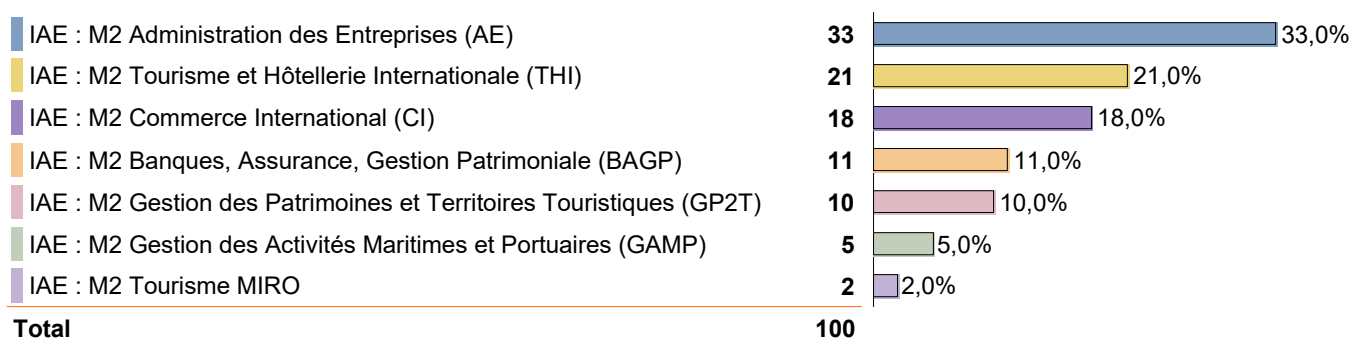 IAE : M2 Administration des Entreprises (AE) 33 33,0%
IAE : M2 Tourisme et Hôtellerie Internationale (THI) 21 21,0%
IAE : M2 Commerce International (CI) 18 18,0%
IAE : M2 Banques, Assurance, Gestion Patrimoniale (BAGP) 11 11,0%
IAE : M2 Gestion des Patrimoines et Territoires Touristiques (GP2T) 10 10,0%
IAE : M2 Gestion des Activités Maritimes et Portuaires (GAMP) 5 5,0%
IAE : M2 Tourisme MIRO 2 2,0%
Total 100